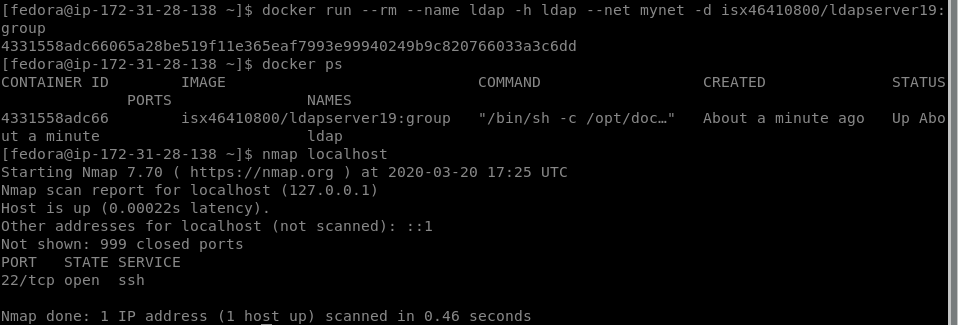 [fedora@ip-172-31-28-138 ~]$ docker run --rm --name ldap -h ldap --net mynet -d isx46410800/ldapserver19:
group
4331558adc66065a28be519f11e365eaf7993e99940249b9c820766033a3c6dd
[fedora@ip-172-31-28-138 ~]$ docker ps
CONTAINER ID        IMAGE                            COMMAND                  CREATED              STATUS
              PORTS               NAMES
4331558adc66        isx46410800/ldapserver19:group   "/bin/sh -c /opt/doc…"   About a minute ago   Up Abo
ut a minute                       ldap
[fedora@ip-172-31-28-138 ~]$ nmap localhost
Starting Nmap 7.70 ( https://nmap.org ) at 2020-03-20 17:25 UTC
Nmap scan report for localhost (127.0.0.1)
Host is up (0.00022s latency).
Other addresses for localhost (not scanned): ::1
Not shown: 999 closed ports
PORT   STATE SERVICE
22/tcp open  ssh
Nmap done: 1 IP address (1 host up) scanned in 0.46 seconds